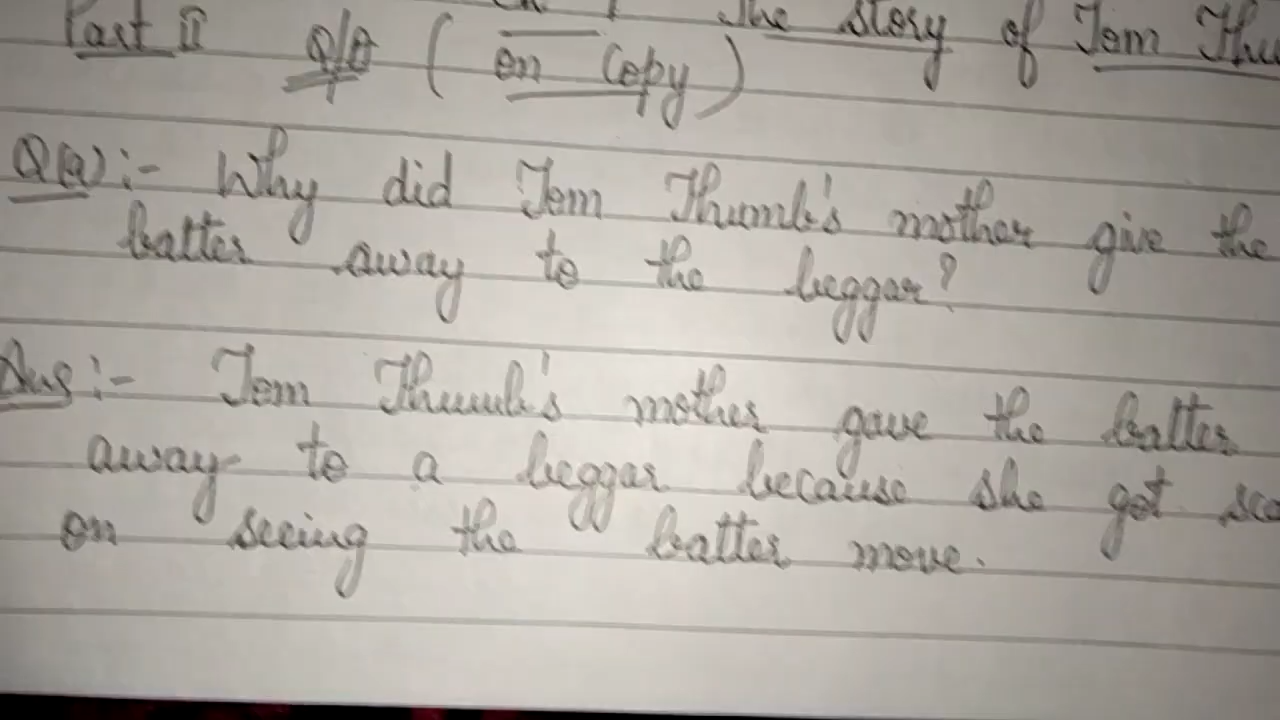 The Story of Tom
Part II Q/A (on Copy)
Q(a):- Why did Tom Thumb's mother give the
batter away to the beggar?
Ans:- Tom Thumb's mother gave the batter
away to a beggar because she got
on seeing the batter move.